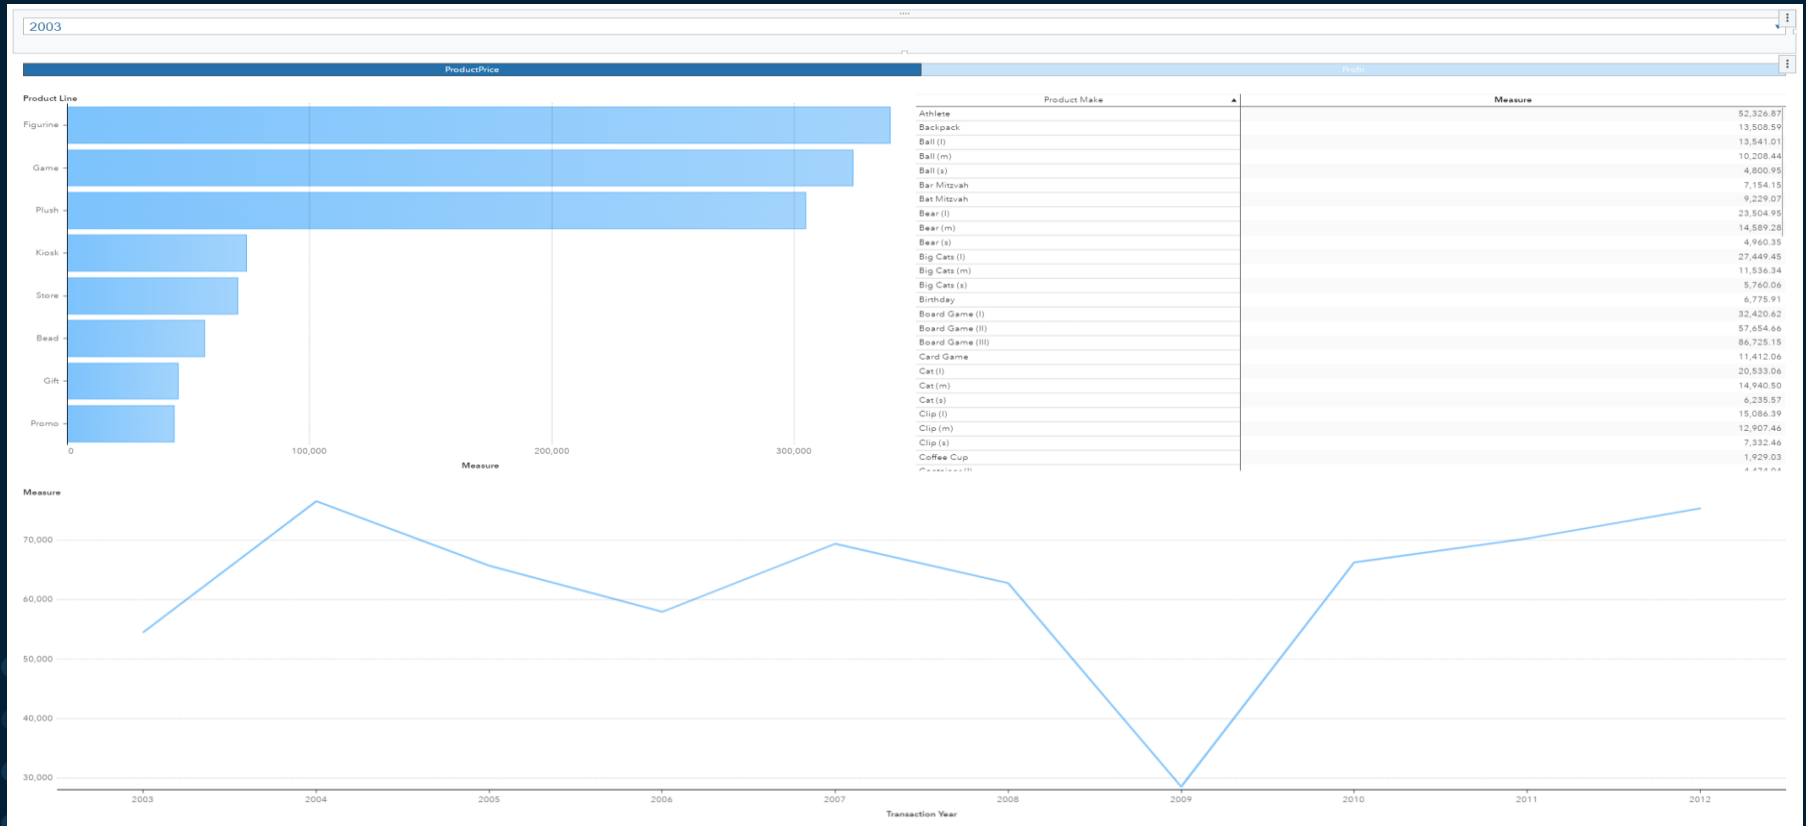 2003
ProductPrice
Profit
Product Line
Figurine
Game
Plush
Kiosk
Store
Bead
Gift
Promo
0 100,000 200,000 300,000
Measure
Product Make Measure
Athlete 52,326.87
Backpack 13,508.59
Ball (l) 13,541.01
Ball (m) 10,208.44
Ball (s) 4,800.95
Bar Mitzvah 7,154.15
Bat Mitzvah 9,229.07
Bear (l) 23,504.95
Bear (m) 14,589.28
Bear (s) 4,960.35
Big Cats (l) 27,449.45
Big Cats (m) 11,536.34
Big Cats (s) 5,760.06
Birthday 6,775.91
Board Game (I) 32,420.62
Board Game (II) 57,654.66
Board Game (III) 86,725.15
Card Game 11,412.06
Cat (l) 20,533.06
Cat (m) 14,940.50
Cat (s) 6,235.57
Clip (l) 15,086.39
Clip (m) 12,907.46
Clip (s) 7,332.46
Coffee Cup 1,929.03
Measure
70,000
60,000
50,000
40,000
30,000
2003 2004 2005 2006 2007 2008 2009 2010 2011 2012
Transaction Year